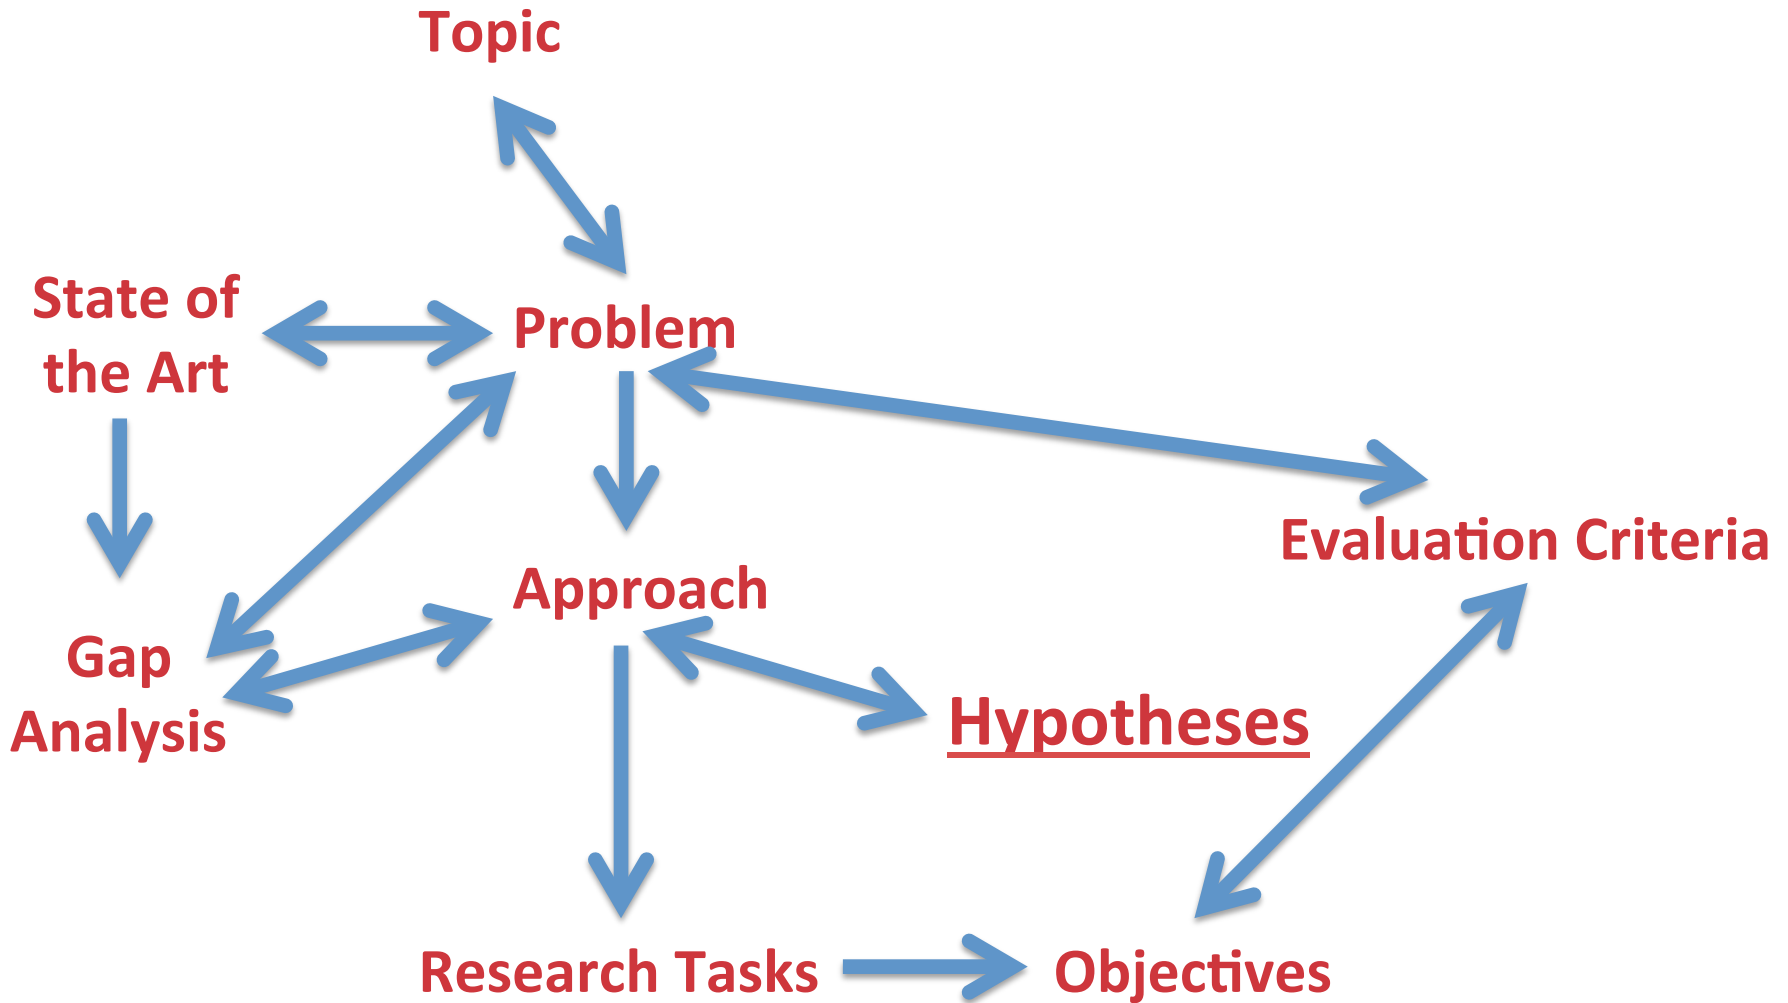 Topic
State of
the Art
Problem
Evaluation Criteria
Approach
Gap
Analysis
Hypotheses
Research Tasks
Objectives